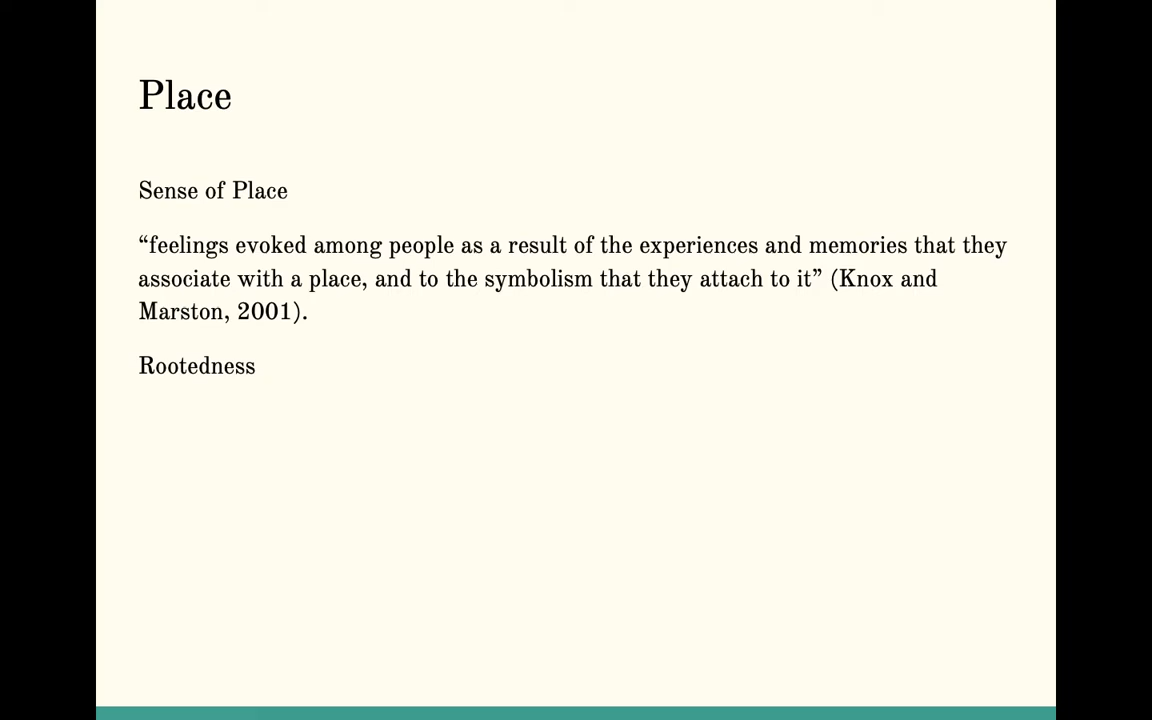 Place
Sense of Place
“feelings evoked among people as a result of the experiences and memories that they
associate with a place, and to the symbolism that they attach to it” (Knox and
Marston, 2001).
Rootedness